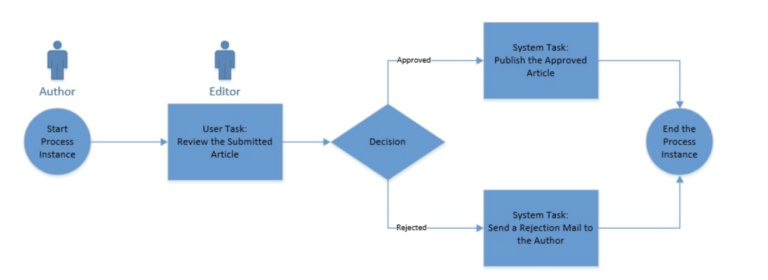 Author
Editor
Start
Process
Instance
User Task:
Review the Submitted
Article
Decision
Approved
System Task:
Publish the Approved
Article
Rejected
System Task:
Send a Rejection Mail to
the Author
End the
Process
Instance